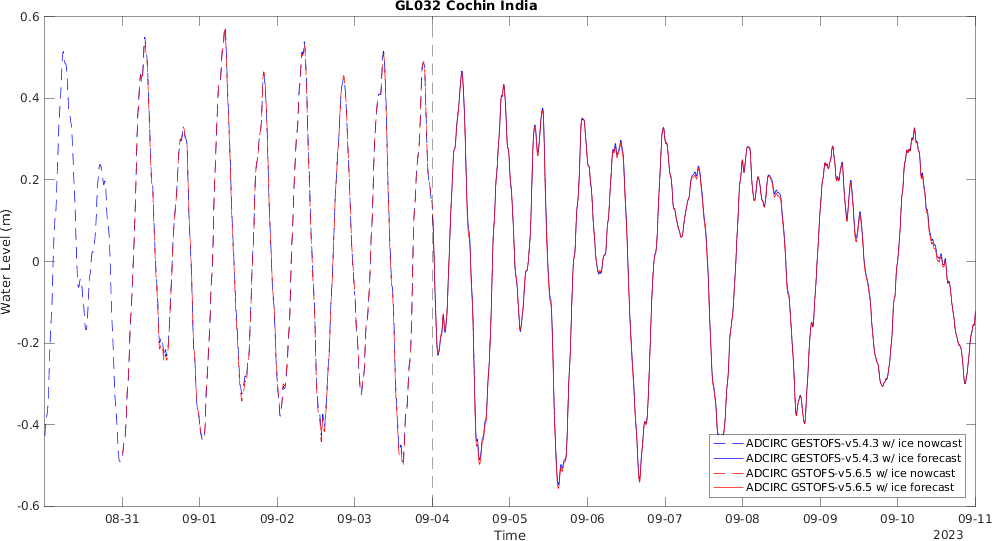 GL032 Cochin India
0.6
0.4
0.2
0
-0.2
-0.4
-0.6
Water Level (m)
ADCIRC GESTOFS-v5.4.3 w/ ice nowcast
ADCIRC GESTOFS-v5.4.3 w/ ice forecast
ADCIRC GSTOFS-v5.6.5 w/ ice nowcast
ADCIRC GSTOFS-v5.6.5 w/ ice forecast
08-31 09-01 09-02 09-03 09-04 09-05 09-06 09-07 09-08 09-09 09-10 09-11
Time
2023